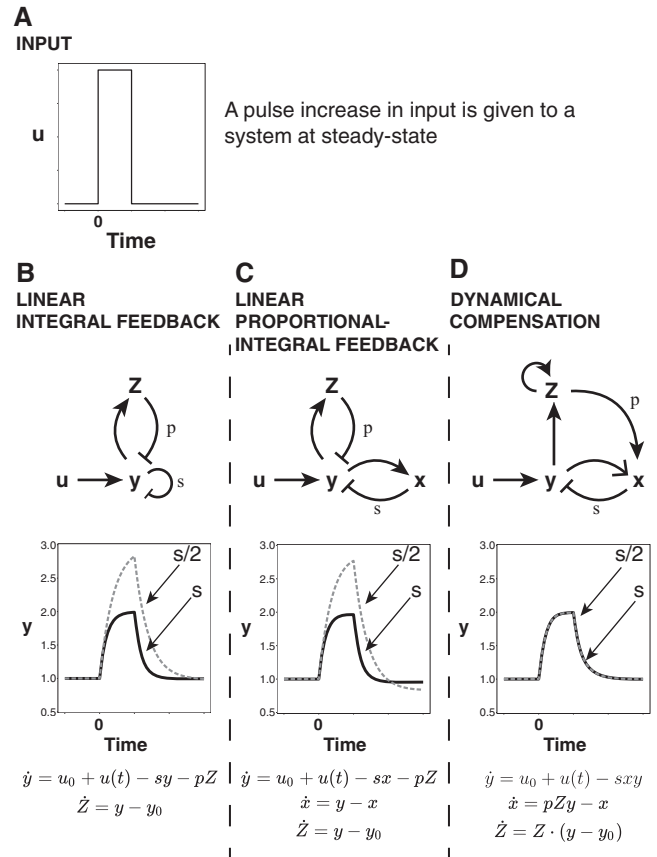 A
INPUT
u
0
Time
A pulse increase in input is given to a
system at steady-state
B
LINEAR
INTEGRAL FEEDBACK
Z
p
u
y
s
3.0
2.5
2.0
1.5
1.0
0.5
y
s/2
s
0
Time
ẏ = u₀ + u(t) − sy − pZ
Ż = y − y₀
C
LINEAR
PROPORTIONAL-
INTEGRAL FEEDBACK
Z
p
u
y
x
s
3.0
2.5
2.0
1.5
1.0
0.5
y
s/2
s
0
Time
ẏ = u₀ + u(t) − sx − pZ
ẋ = y − x
Ż = y − y₀
D
DYNAMICAL
COMPENSATION
Z
p
u
y
x
s
3.0
2.5
2.0
1.5
1.0
0.5
y
s/2
s
0
Time
ẏ = u₀ + u(t) − sxy
ẋ = pZy − x
Ż = Z · (y − y₀)